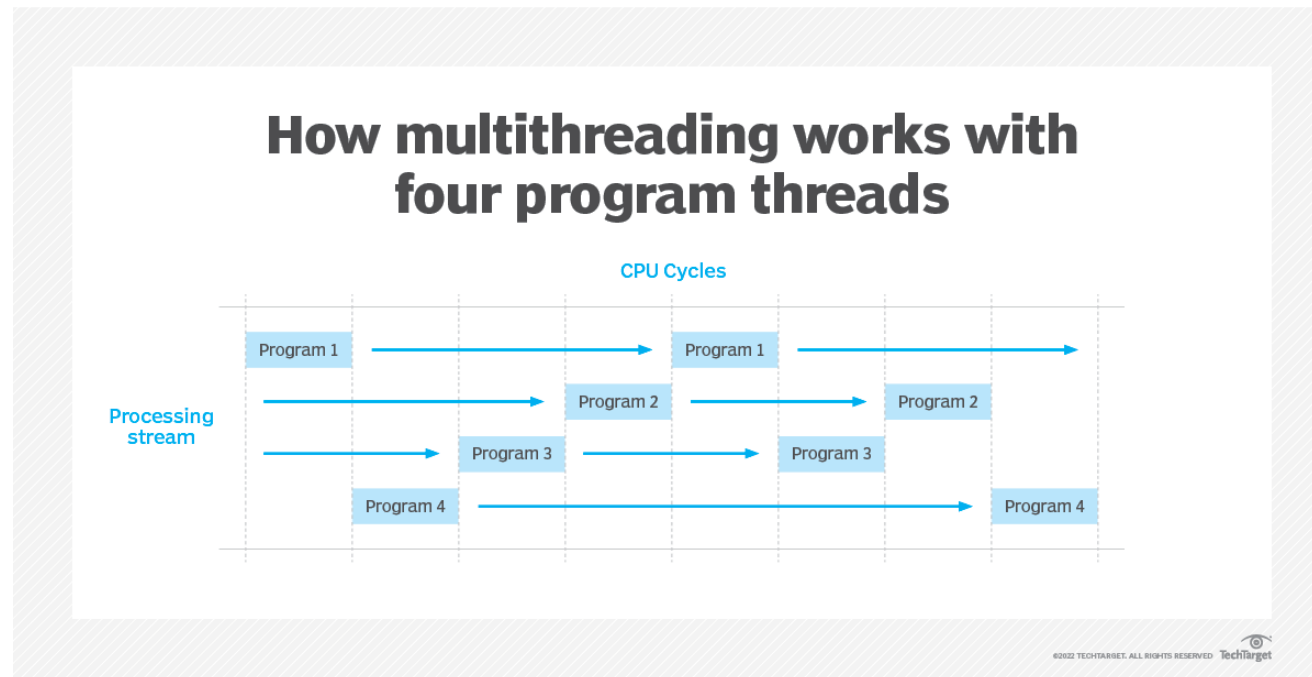 How multithreading works with
four program threads
CPU Cycles
Processing
stream
Program 1
Program 1
Program 2
Program 2
Program 3
Program 3
Program 4
Program 4
©2022 TECHTARGET. ALL RIGHTS RESERVED
TechTarget